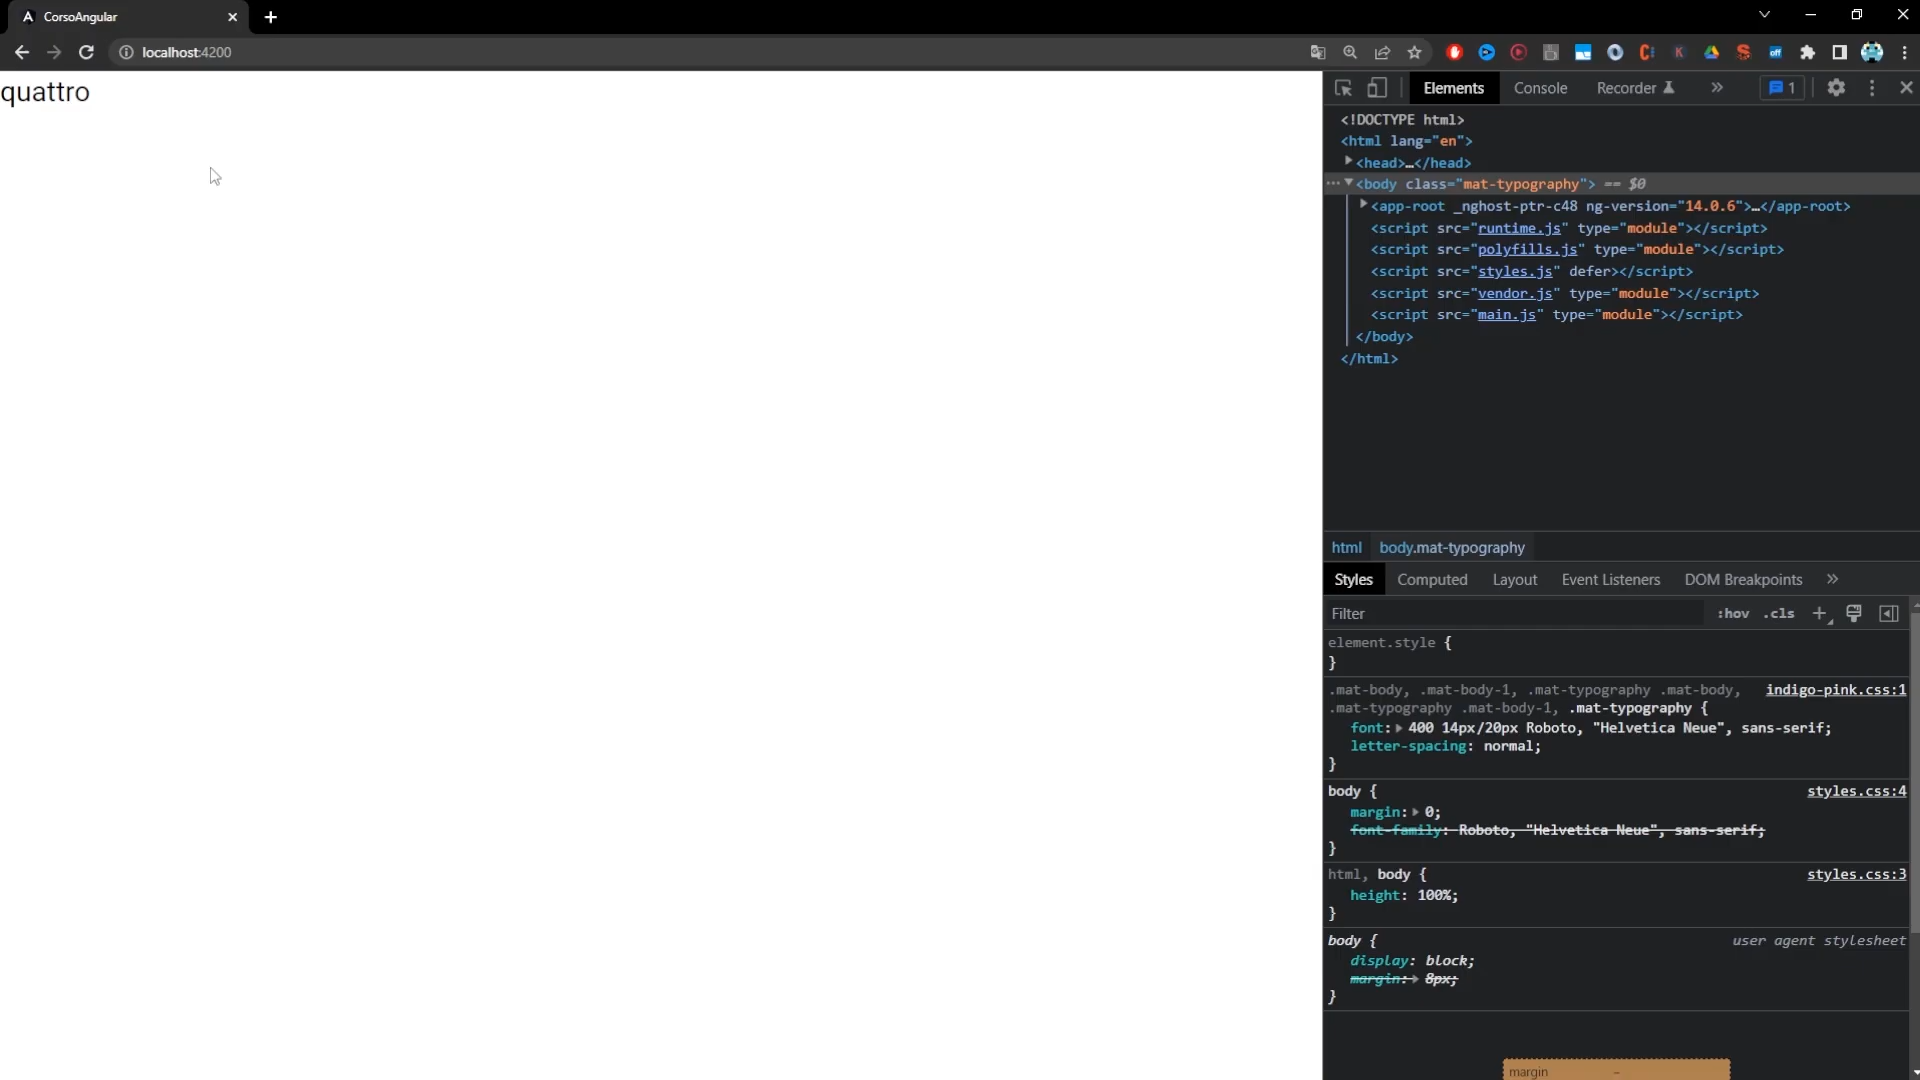 CorsoAngular
localhost:4200
quattro
Elements Console Recorder 1
<!DOCTYPE html>
<html lang="en">
<head>…</head>
<body class="mat-typography"> == $0
<app-root _nghost-ptr-c48 ng-version="14.0.6">…</app-root>
<script src="runtime.js" type="module"></script>
<script src="polyfills.js" type="module"></script>
<script src="styles.js" defer></script>
<script src="vendor.js" type="module"></script>
<script src="main.js" type="module"></script>
</body>
</html>
html body.mat-typography
Styles Computed Layout Event Listeners DOM Breakpoints
Filter :hov .cls
element.style {
}
.mat-body, .mat-body-1, .mat-typography .mat-body, indigo-pink.css:1
.mat-typography .mat-body-1, .mat-typography {
font: 400 14px/20px Roboto, "Helvetica Neue", sans-serif;
letter-spacing: normal;
}
body { styles.css:4
margin: 0;
font-family: Roboto, "Helvetica Neue", sans-serif;
}
html, body { styles.css:3
height: 100%;
}
body { user agent stylesheet
display: block;
margin: 8px;
}
margin -